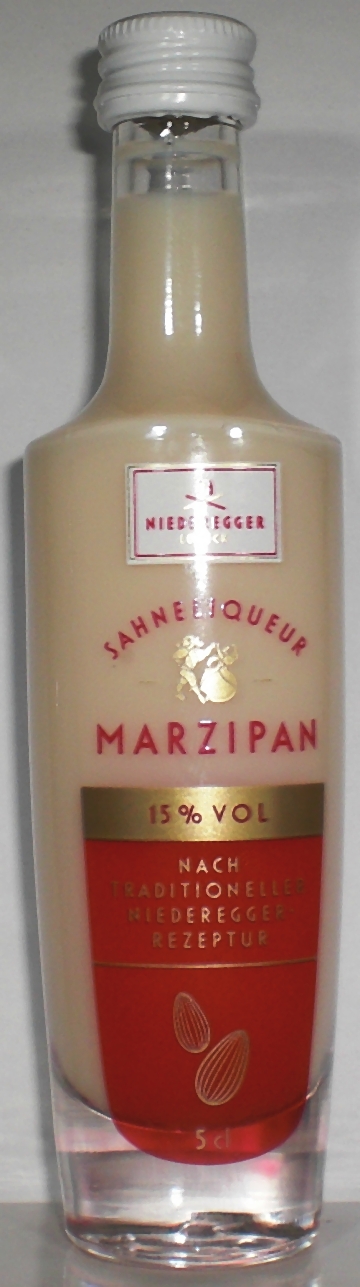 NIEDEREGGER
LÜBECK
SAHNELIQUEUR
MARZIPAN
15% VOL
NACH
TRADITIONELLER
NIEDEREGGER-
REZEPTUR
5 cl